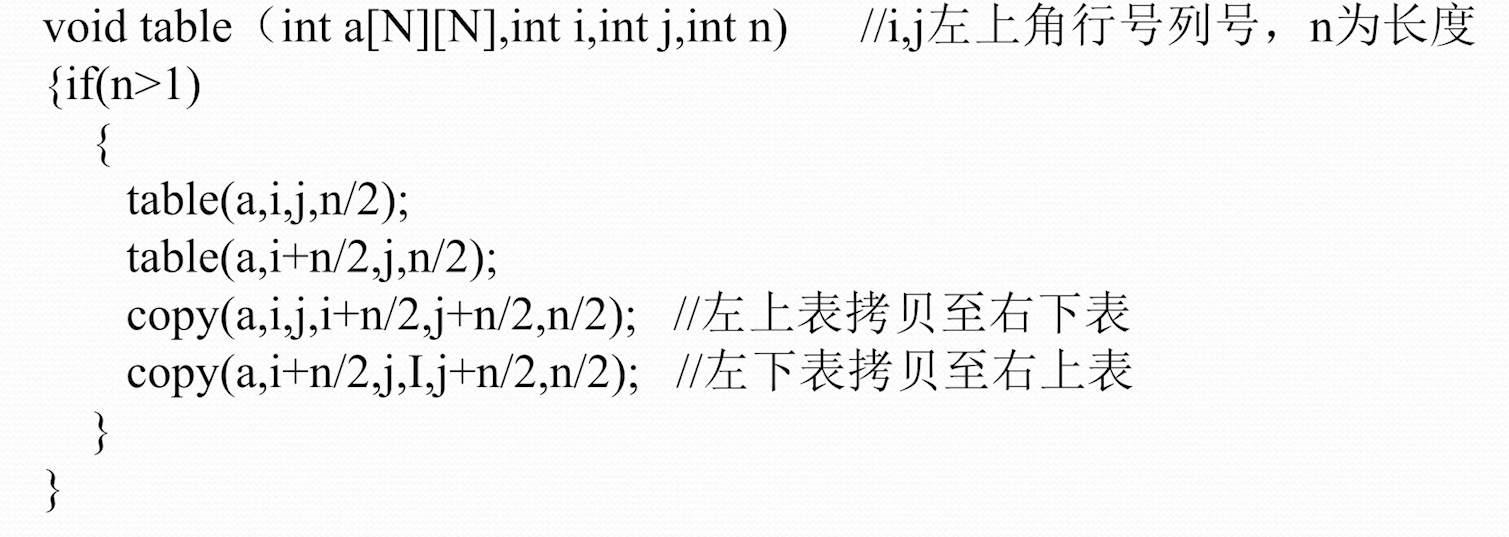 void table（int a[N][N],int i,int j,int n) //i,j左上角行号列号，n为长度
{if(n>1)
{
table(a,i,j,n/2);
table(a,i+n/2,j,n/2);
copy(a,i,j,i+n/2,j+n/2,n/2); //左上表拷贝至右下表
copy(a,i+n/2,j,I,j+n/2,n/2); //左下表拷贝至右上表
}
}